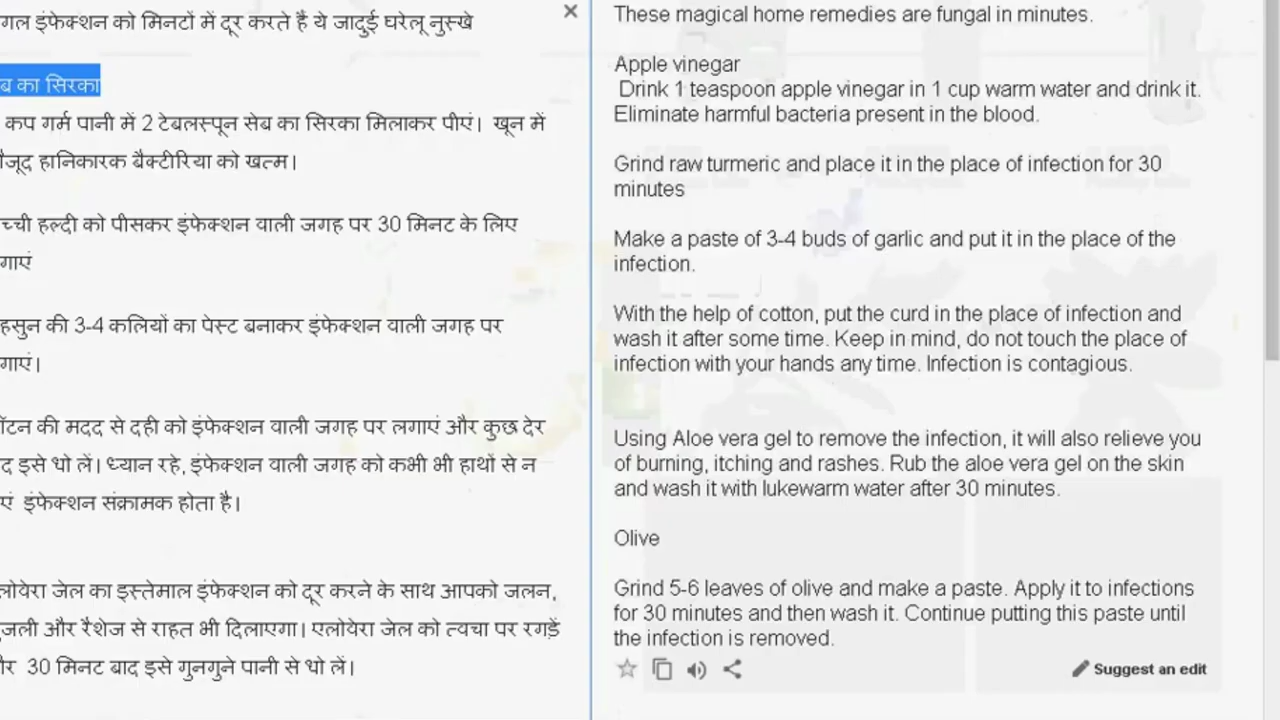 गल इंफेक्शन को मिनटों में दूर करते हैं ये जादुई घरेलू नुस्खे
ब का सिरका
कप गर्म पानी में 2 टेबलस्पून सेब का सिरका मिलाकर पीएं। खून में
ौजूद हानिकारक बैक्टीरिया को खत्म।
च्ची हल्दी को पीसकर इंफेक्शन वाली जगह पर 30 मिनट के लिए
गाएं
हसुन की 3-4 कलियों का पेस्ट बनाकर इंफेक्शन वाली जगह पर
गाएं।
ॉटन की मदद से दही को इंफेक्शन वाली जगह पर लगाएं और कुछ देर
द इसे धो लें। ध्यान रहे, इंफेक्शन वाली जगह को कभी भी हाथों से न
एं इंफेक्शन संक्रामक होता है।
लोयेरा जेल का इस्तेमाल इंफेक्शन को दूर करने के साथ आपको जलन,
ुजली और रैशेज से राहत भी दिलाएगा। एलोयेरा जेल को त्वचा पर रगड़ें
ौर 30 मिनट बाद इसे गुनगुने पानी से धो लें।
These magical home remedies are fungal in minutes.
Apple vinegar
Drink 1 teaspoon apple vinegar in 1 cup warm water and drink it.
Eliminate harmful bacteria present in the blood.
Grind raw turmeric and place it in the place of infection for 30
minutes
Make a paste of 3-4 buds of garlic and put it in the place of the
infection.
With the help of cotton, put the curd in the place of infection and
wash it after some time. Keep in mind, do not touch the place of
infection with your hands any time. Infection is contagious.
Using Aloe vera gel to remove the infection, it will also relieve you
of burning, itching and rashes. Rub the aloe vera gel on the skin
and wash it with lukewarm water after 30 minutes.
Olive
Grind 5-6 leaves of olive and make a paste. Apply it to infections
for 30 minutes and then wash it. Continue putting this paste until
the infection is removed.
Suggest an edit